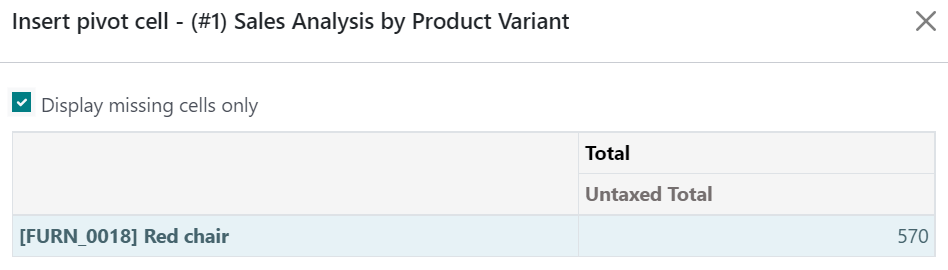 Insert pivot cell - (#1) Sales Analysis by Product Variant
Display missing cells only
Total
Untaxed Total
[FURN_0018] Red chair 570